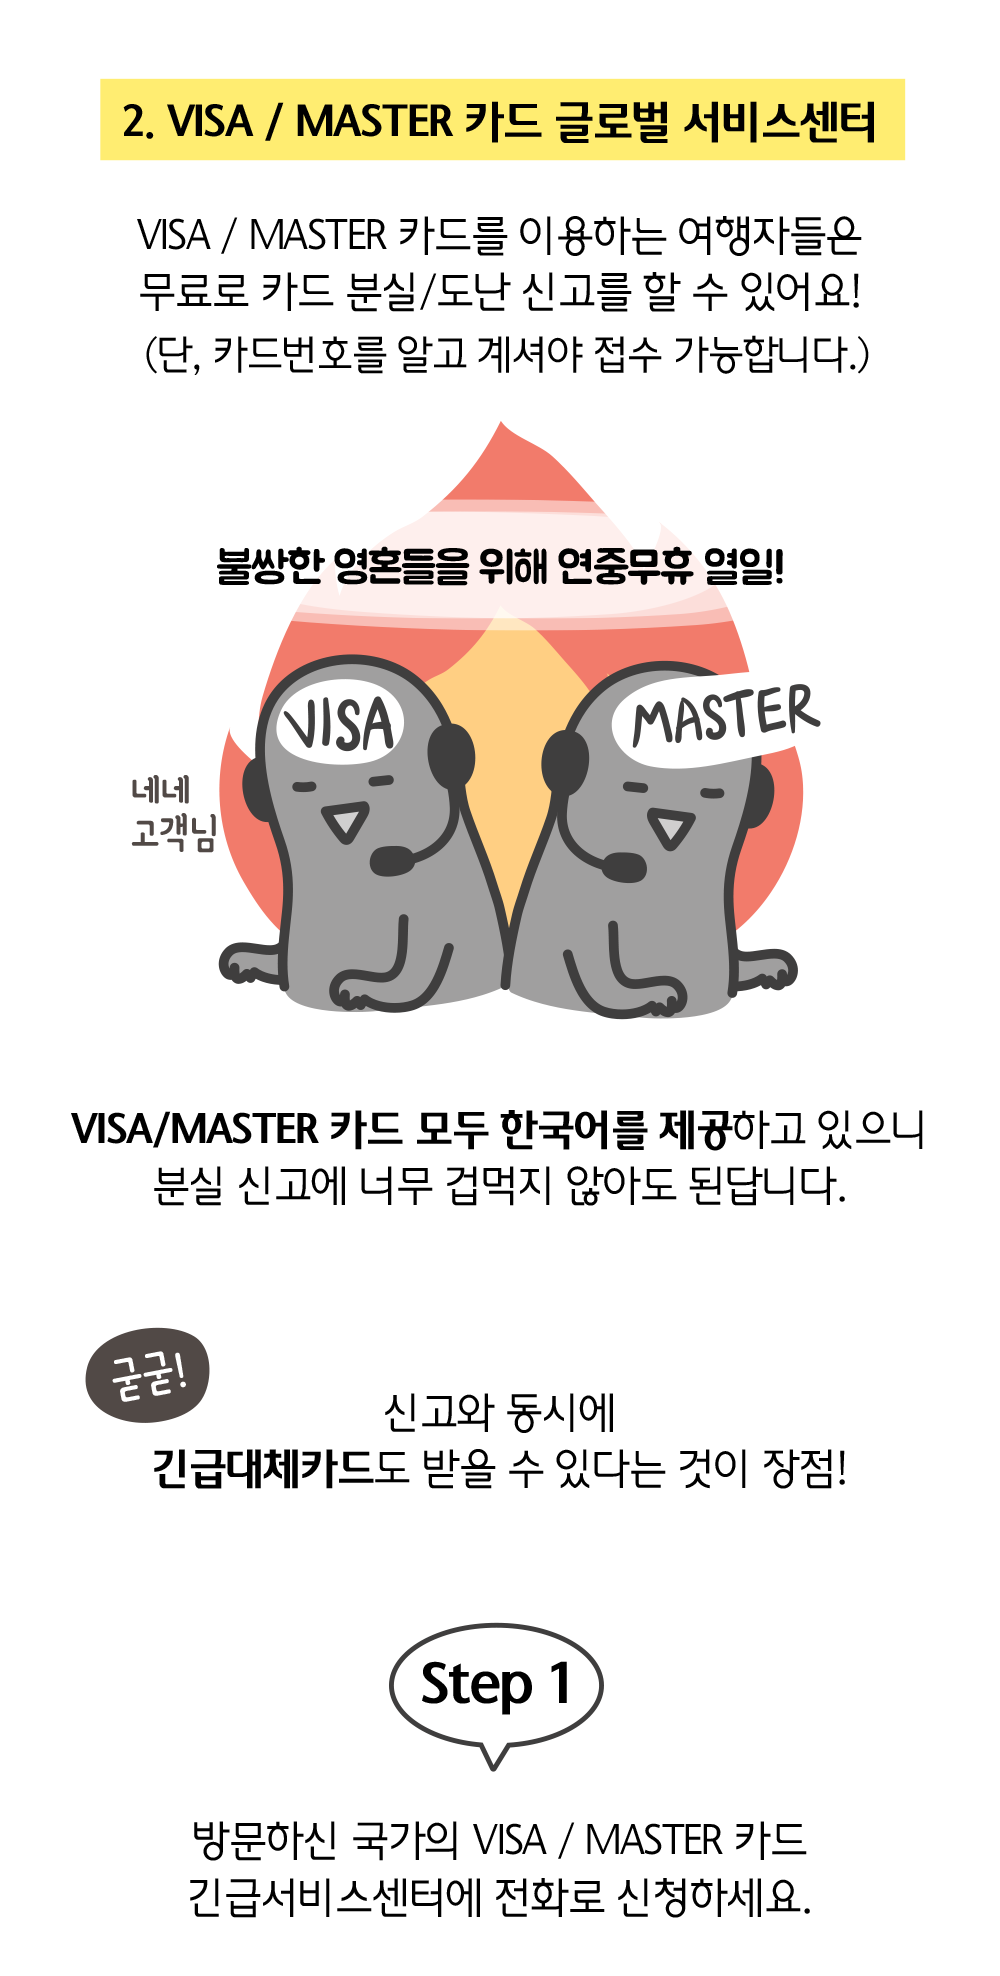 2. VISA / MASTER 카드 글로벌 서비스센터
VISA / MASTER 카드를 이용하는 여행자들은
무료로 카드 분실/도난 신고를 할 수 있어요!
(단, 카드번호를 알고 계셔야 접수 가능합니다.)
불쌍한 영혼들을 위해 연중무휴 열일!
VISA
MASTER
네네
고객님
VISA/MASTER 카드 모두 한국어를 제공하고 있으니
분실 신고에 너무 겁먹지 않아도 된답니다.
굳굳!
신고와 동시에
긴급대체카드도 받을 수 있다는 것이 장점!
Step 1
방문하신 국가의 VISA / MASTER 카드
긴급서비스센터에 전화로 신청하세요.